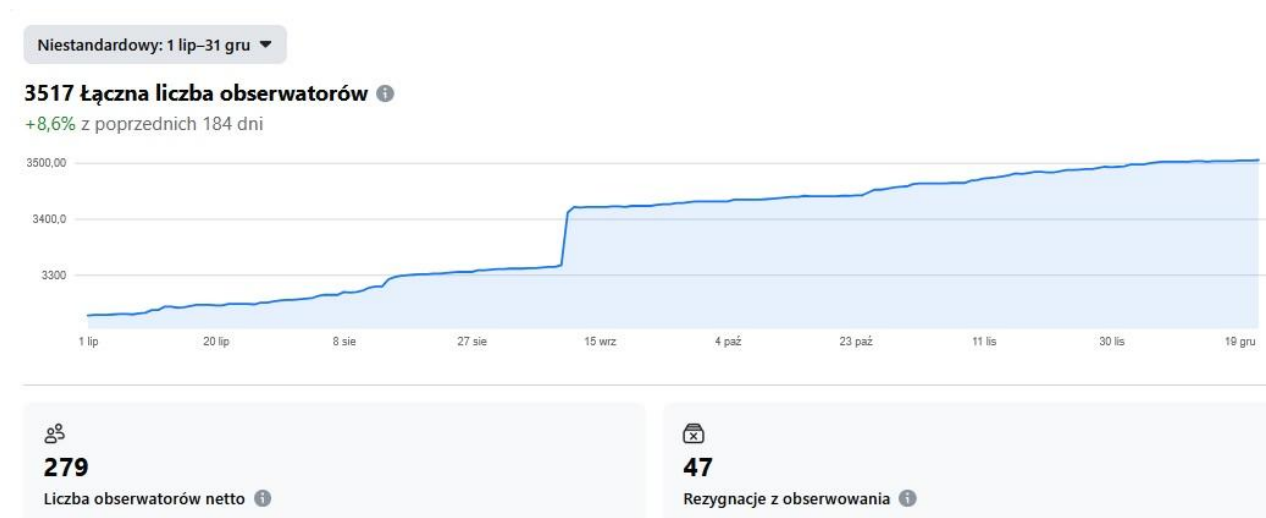 Niestandardowy: 1 lip–31 gru
3517 Łączna liczba obserwatorów
+8,6% z poprzednich 184 dni
3500,00
3400,0
3300
1 lip 20 lip 8 sie 27 sie 15 wrz 4 paź 23 paź 11 lis 30 lis 19 gru
279
Liczba obserwatorów netto
47
Rezygnacje z obserwowania